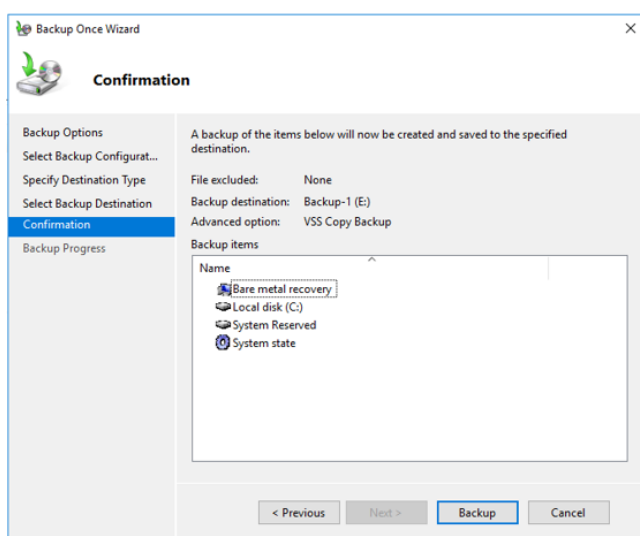 Backup Once Wizard
Confirmation
Backup Options
Select Backup Configurat...
Specify Destination Type
Select Backup Destination
Confirmation
Backup Progress
A backup of the items below will now be created and saved to the specified
destination.
File excluded: None
Backup destination: Backup-1 (E:)
Advanced option: VSS Copy Backup
Backup items
Name
Bare metal recovery
Local disk (C:)
System Reserved
System state
< Previous Next > Backup Cancel